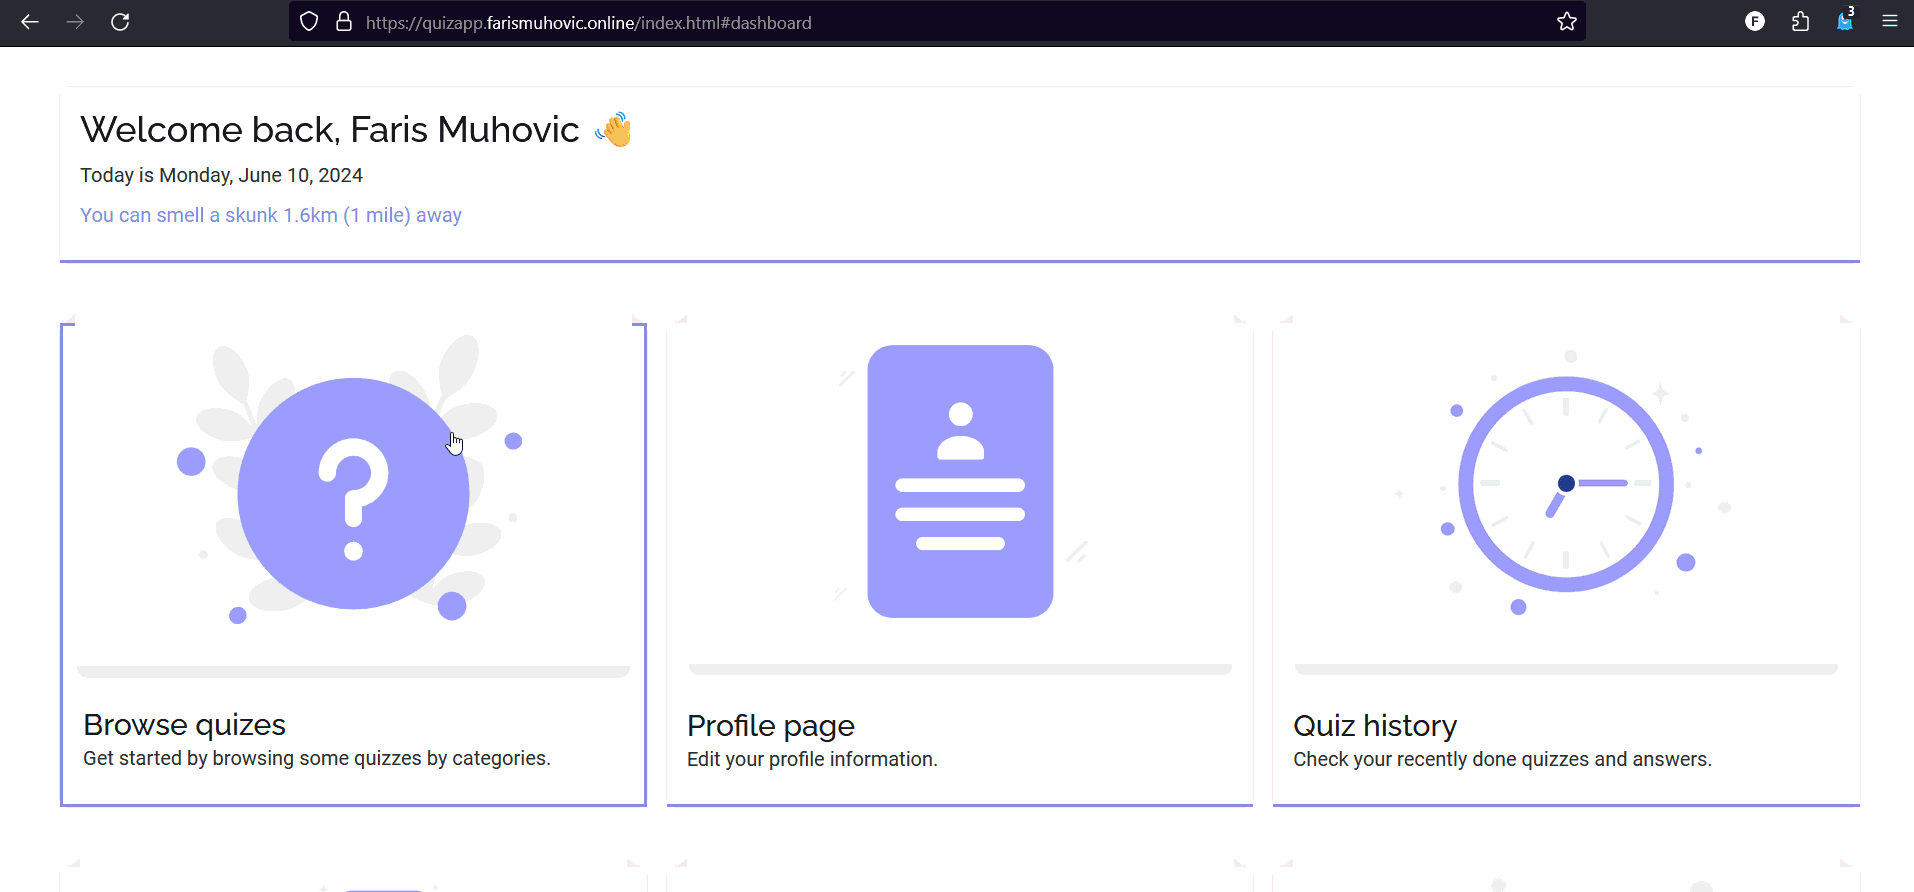 https://quizapp.farismuhovic.online/index.html#dashboard
F
3
Welcome back, Faris Muhovic 👋
Today is Monday, June 10, 2024
You can smell a skunk 1.6km (1 mile) away
?
Browse quizes
Get started by browsing some quizzes by categories.
Profile page
Edit your profile information.
Quiz history
Check your recently done quizzes and answers.